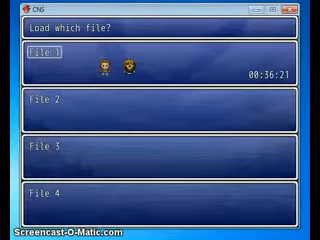 CNS
Load which file?
File 1
00:36:21
File 2
File 3
File 4
Screencast-O-Matic.com